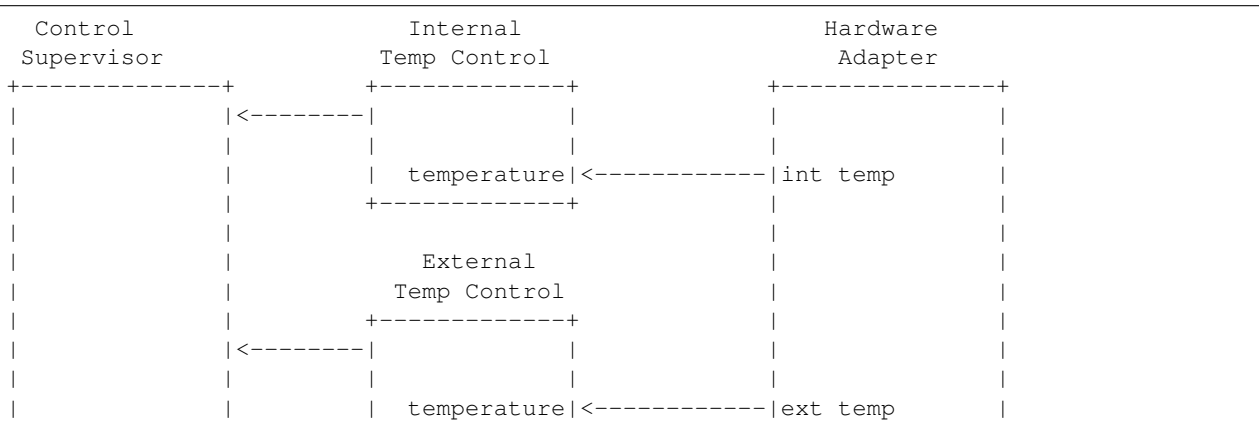 Control Internal Hardware
Supervisor Temp Control Adapter
+--------------+ +-------------+ +---------------+
| |<--------| | | |
| | | | | |
| | | temperature|<------------|int temp |
| | +-------------+ | |
| | | |
| | External | |
| | Temp Control | |
| | +-------------+ | |
| |<--------| | | |
| | | | | |
| | | temperature|<------------|ext temp |